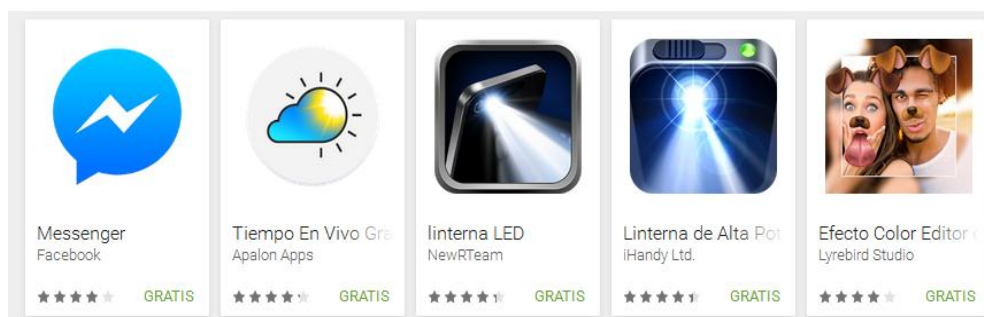 Messenger
Facebook
GRATIS
Tiempo En Vivo Gra
Apalon Apps
GRATIS
linterna LED
NewRTeam
GRATIS
Linterna de Alta Pot
iHandy Ltd.
GRATIS
Efecto Color Editor
Lyrebird Studio
GRATIS